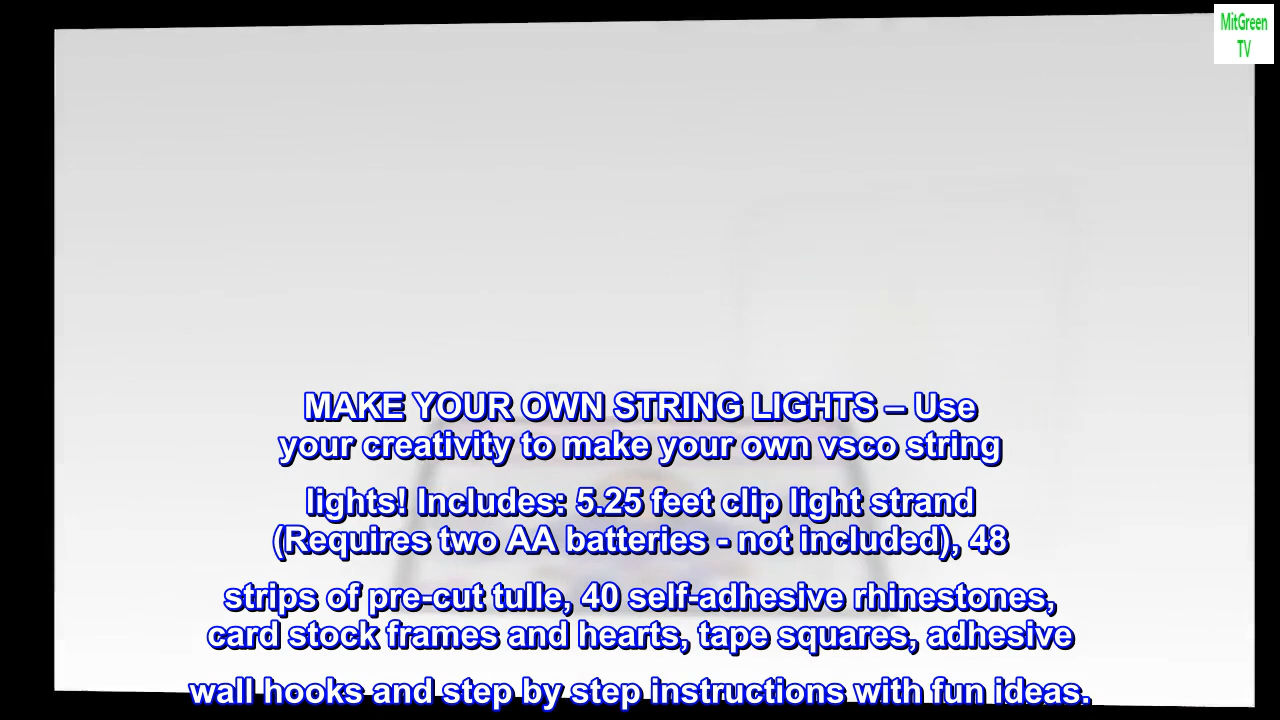 MitGreen
TV
MAKE YOUR OWN STRING LIGHTS – Use
your creativity to make your own vsco string
lights! Includes: 5.25 feet clip light strand
(Requires two AA batteries - not included), 48
strips of pre-cut tulle, 40 self-adhesive rhinestones,
card stock frames and hearts, tape squares, adhesive
wall hooks and step by step instructions with fun ideas.